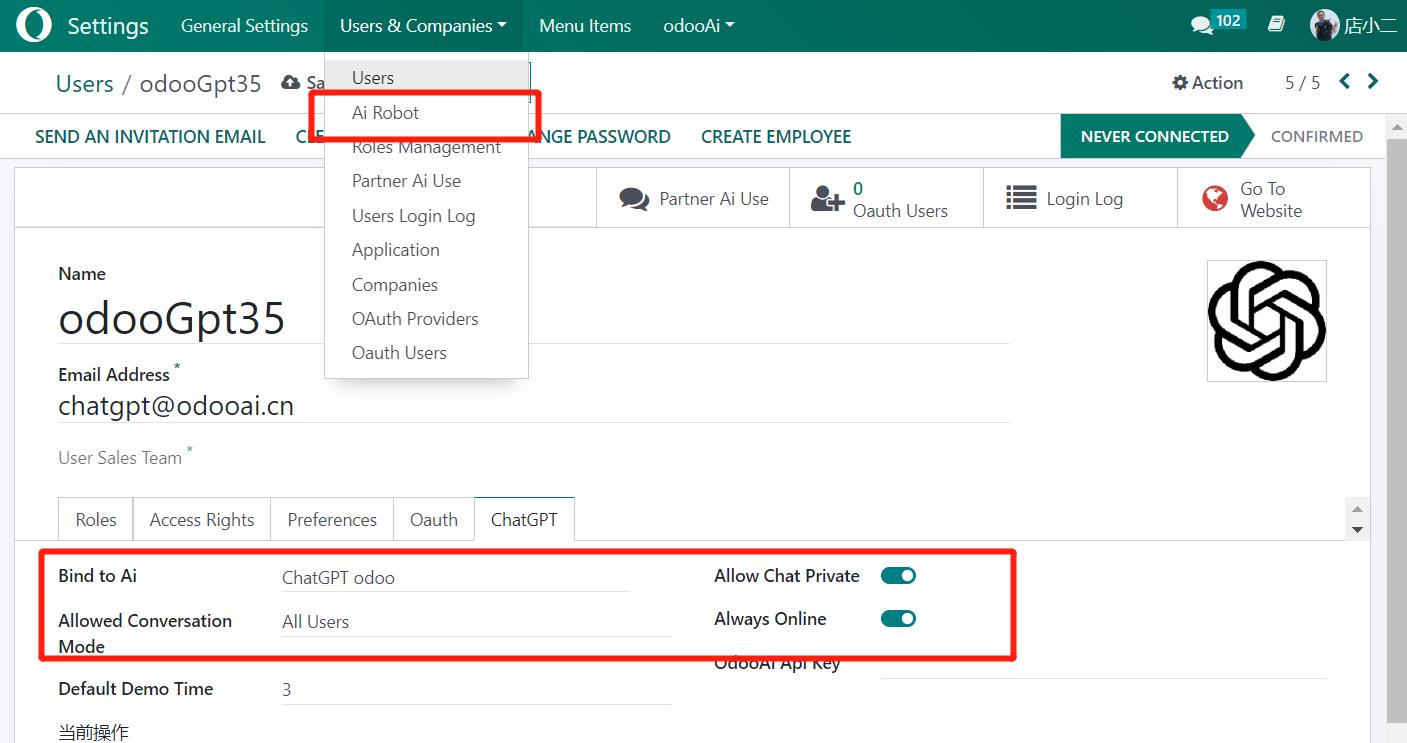 Settings General Settings Users & Companies Menu Items odooAi 102 店小二
Users / odooGpt35 Sa Action 5 / 5
Users
Ai Robot
SEND AN INVITATION EMAIL CLE ANGE PASSWORD CREATE EMPLOYEE NEVER CONNECTED CONFIRMED
Roles Management
Partner Ai Use
Users Login Log
Application
Companies
OAuth Providers
Oauth Users
Partner Ai Use
0
Oauth Users
Login Log
Go To
Website
Name
odooGpt35
Email Address *
chatgpt@odooai.cn
User Sales Team *
Roles Access Rights Preferences Oauth ChatGPT
Bind to Ai ChatGPT odoo Allow Chat Private
Allowed Conversation All Users Always Online
Mode
OdooAi Api Key
Default Demo Time 3
当前操作